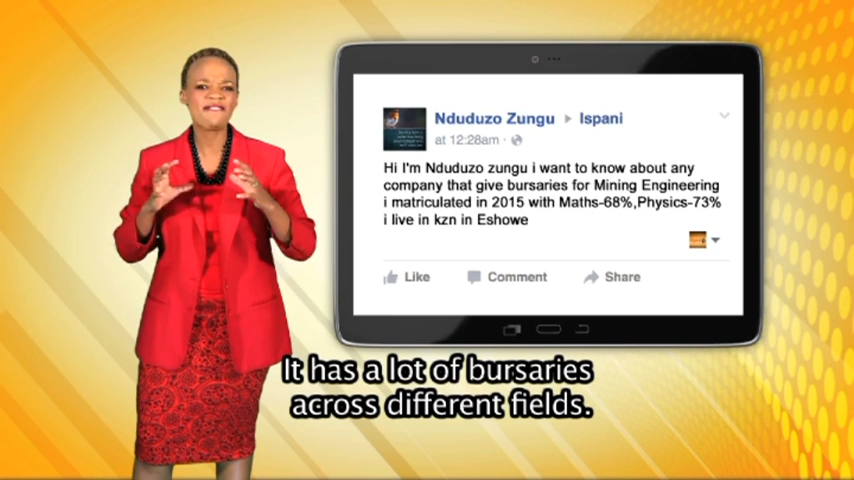 Nduduzo Zungu ▸ Ispani
at 12:28am ·
Hi I'm Nduduzo zungu i want to know about any
company that give bursaries for Mining Engineering
i matriculated in 2015 with Maths-68%,Physics-73%
i live in kzn in Eshowe
Like Comment Share
It has a lot of bursaries
across different fields.